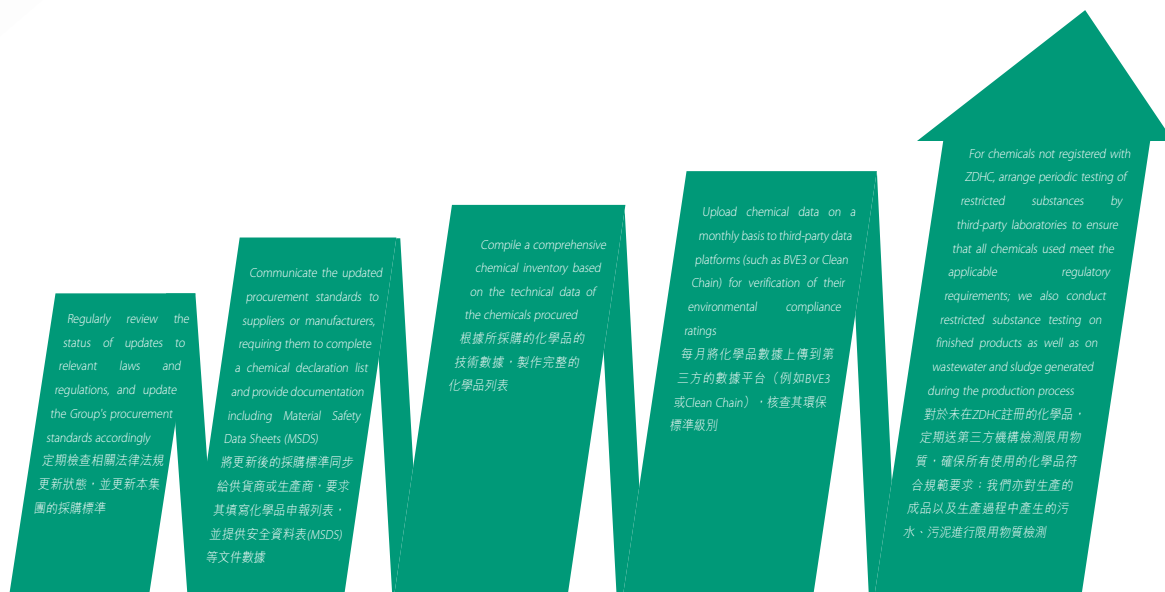 Regularly review the
status of updates to
relevant laws and
regulations, and update
the Group's procurement
standards accordingly
定期檢查相關法律法規
更新狀態，並更新本集
團的採購標準
Communicate the updated
procurement standards to
suppliers or manufacturers,
requiring them to complete
a chemical declaration list
and provide documentation
including Material Safety
Data Sheets (MSDS)
將更新後的採購標準同步
給供貨商或生產商，要求
其填寫化學品申報列表，
並提供安全資料表(MSDS)
等文件數據
Compile a comprehensive
chemical inventory based
on the technical data of
the chemicals procured
根據所採購的化學品的
技術數據，製作完整的
化學品列表
Upload chemical data on a
monthly basis to third-party data
platforms (such as BVE3 or Clean
Chain) for verification of their
environmental compliance
ratings
每月將化學品數據上傳到第
三方的數據平台（例如BVE3
或Clean Chain），核查其環保
標準級別
For chemicals not registered with
ZDHC, arrange periodic testing of
restricted substances by
third-party laboratories to ensure
that all chemicals used meet the
applicable regulatory
requirements; we also conduct
restricted substance testing on
finished products as well as on
wastewater and sludge generated
during the production process
對於未在ZDHC註冊的化學品，
定期送第三方機構檢測限用物
質，確保所有使用的化學品符
合規範要求；我們亦對生產的
成品以及生產過程中產生的污
水、污泥進行限用物質檢測